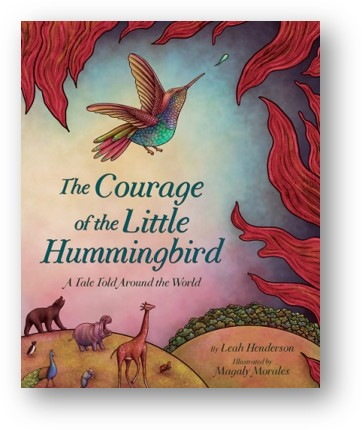 The Courage
of the Little
Hummingbird
A Tale Told Around the World
By Leah Henderson
Illustrated by
Magaly Morales